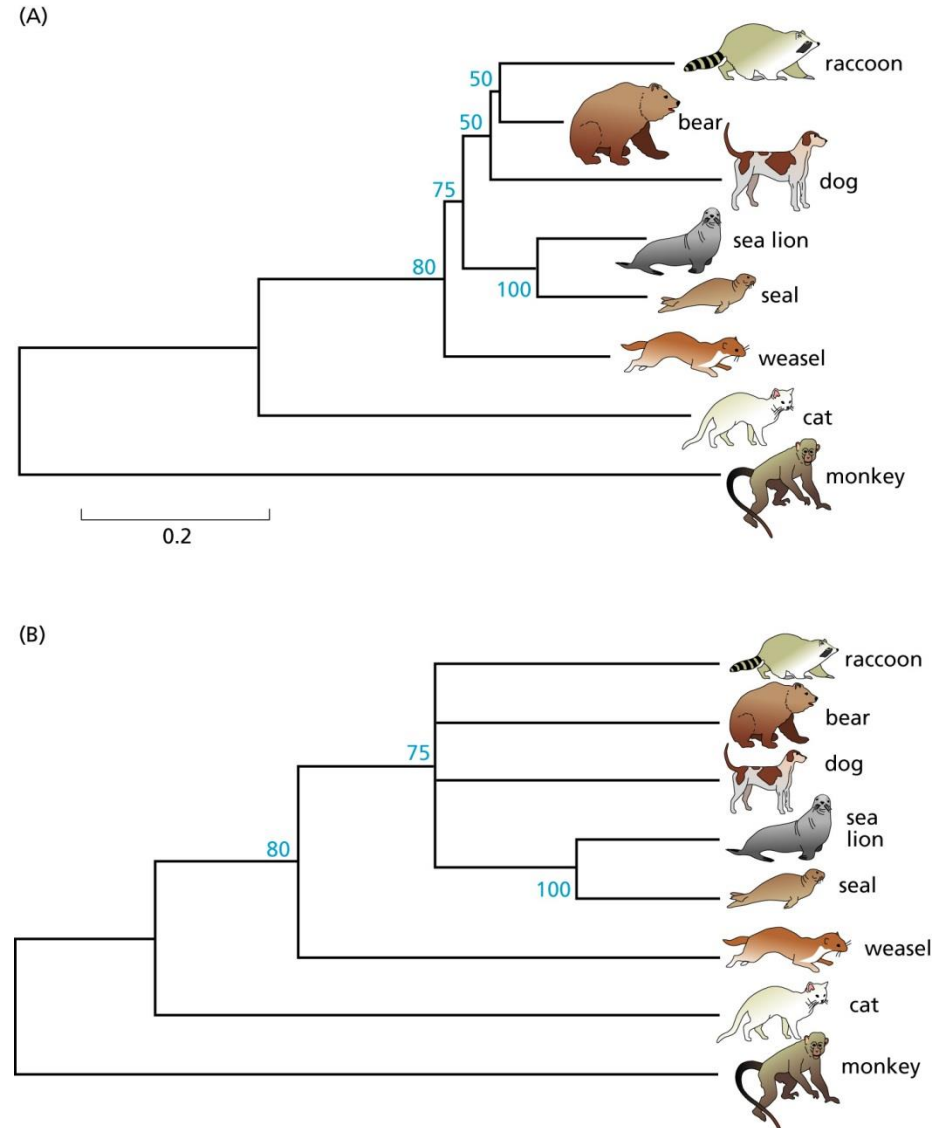 (A)
raccoon
50
bear
50
dog
75
sea lion
80
100
seal
weasel
cat
monkey
0.2
(B)
raccoon
bear
75
dog
sea
lion
80
100
seal
weasel
cat
monkey